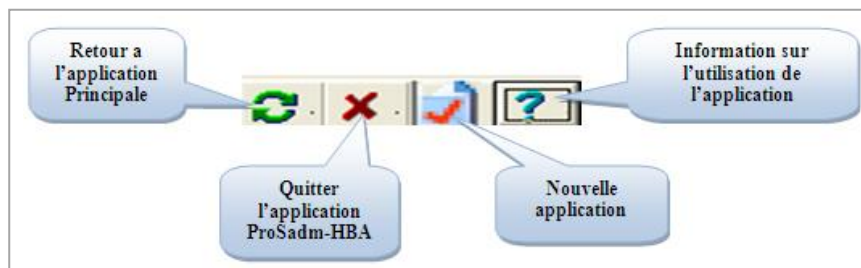 Retour a
l'application
Principale
Information sur
l'utilisation de
l'application
Quitter
l'application
ProSadm-HBA
Nouvelle
application